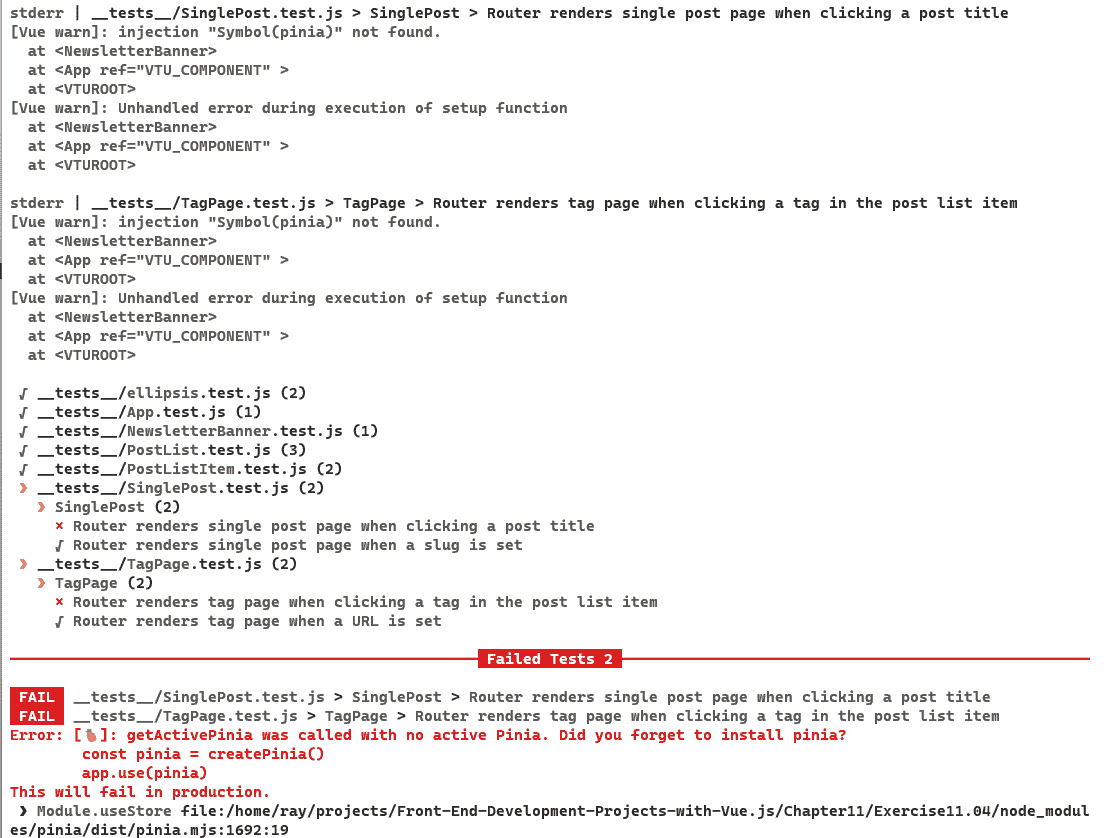 stderr | __tests__/SinglePost.test.js > SinglePost > Router renders single post page when clicking a post title
[Vue warn]: injection "Symbol(pinia)" not found.
  at <NewsletterBanner>
  at <App ref="VTU_COMPONENT" >
  at <VTUROOT>
[Vue warn]: Unhandled error during execution of setup function
  at <NewsletterBanner>
  at <App ref="VTU_COMPONENT" >
  at <VTUROOT>
stderr | __tests__/TagPage.test.js > TagPage > Router renders tag page when clicking a tag in the post list item
[Vue warn]: injection "Symbol(pinia)" not found.
  at <NewsletterBanner>
  at <App ref="VTU_COMPONENT" >
  at <VTUROOT>
[Vue warn]: Unhandled error during execution of setup function
  at <NewsletterBanner>
  at <App ref="VTU_COMPONENT" >
  at <VTUROOT>
√ __tests__/ellipsis.test.js (2)
√ __tests__/App.test.js (1)
√ __tests__/NewsletterBanner.test.js (1)
√ __tests__/PostList.test.js (3)
√ __tests__/PostListItem.test.js (2)
❯ __tests__/SinglePost.test.js (2)
❯ SinglePost (2)
× Router renders single post page when clicking a post title
√ Router renders single post page when a slug is set
❯ __tests__/TagPage.test.js (2)
❯ TagPage (2)
× Router renders tag page when clicking a tag in the post list item
√ Router renders tag page when a URL is set
Failed Tests 2
FAIL __tests__/SinglePost.test.js > SinglePost > Router renders single post page when clicking a post title
FAIL __tests__/TagPage.test.js > TagPage > Router renders tag page when clicking a tag in the post list item
Error: [🍍]: getActivePinia was called with no active Pinia. Did you forget to install pinia?
const pinia = createPinia()
app.use(pinia)
This will fail in production.
❯ Module.useStore file:/home/ray/projects/Front-End-Development-Projects-with-Vue.js/Chapter11/Exercise11.04/node_modul
es/pinia/dist/pinia.mjs:1692:19